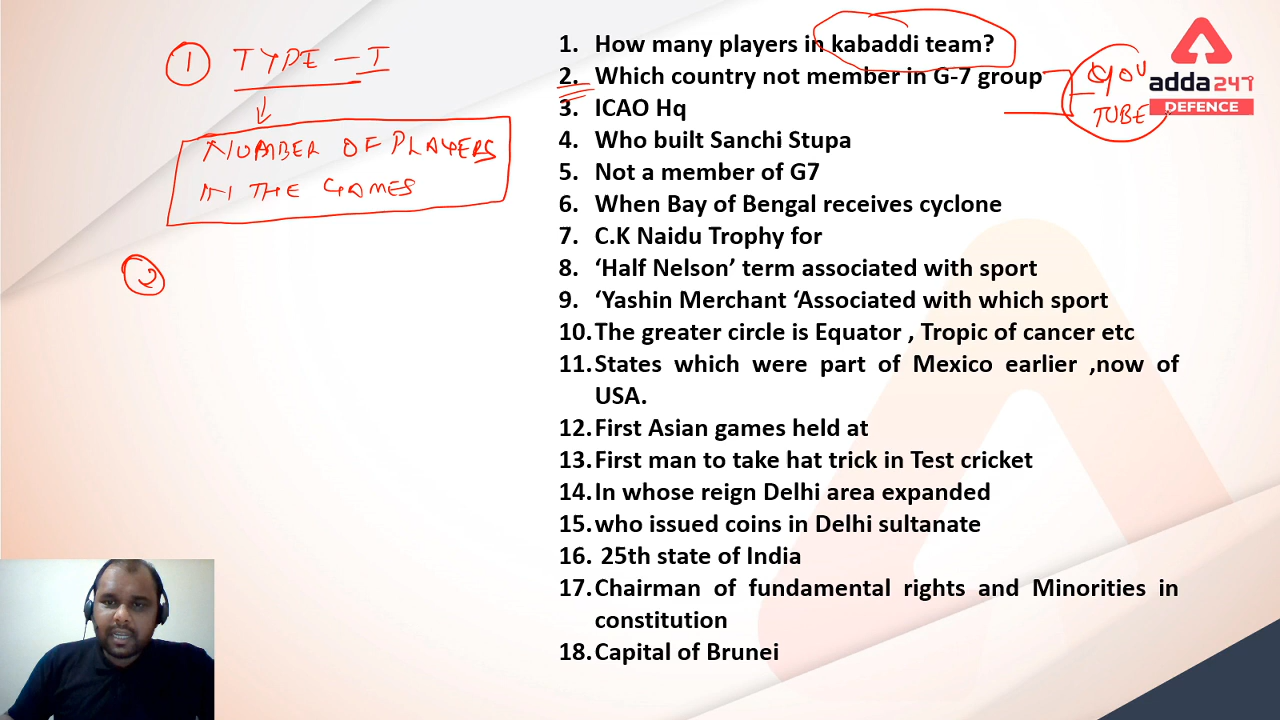 ① TYPE - I
NUMBER OF PLAYERS
IN THE GAMES
②
1. How many players in kabaddi team?
2. Which country not member in G-7 group
3. ICAO Hq
4. Who built Sanchi Stupa
5. Not a member of G7
6. When Bay of Bengal receives cyclone
7. C.K Naidu Trophy for
8. ‘Half Nelson’ term associated with sport
9. ‘Yashin Merchant ‘Associated with which sport
10. The greater circle is Equator , Tropic of cancer etc
11. States which were part of Mexico earlier ,now of
USA.
12. First Asian games held at
13. First man to take hat trick in Test cricket
14. In whose reign Delhi area expanded
15. who issued coins in Delhi sultanate
16. 25th state of India
17. Chairman of fundamental rights and Minorities in
constitution
18. Capital of Brunei
TUBE
adda247
DEFENCE